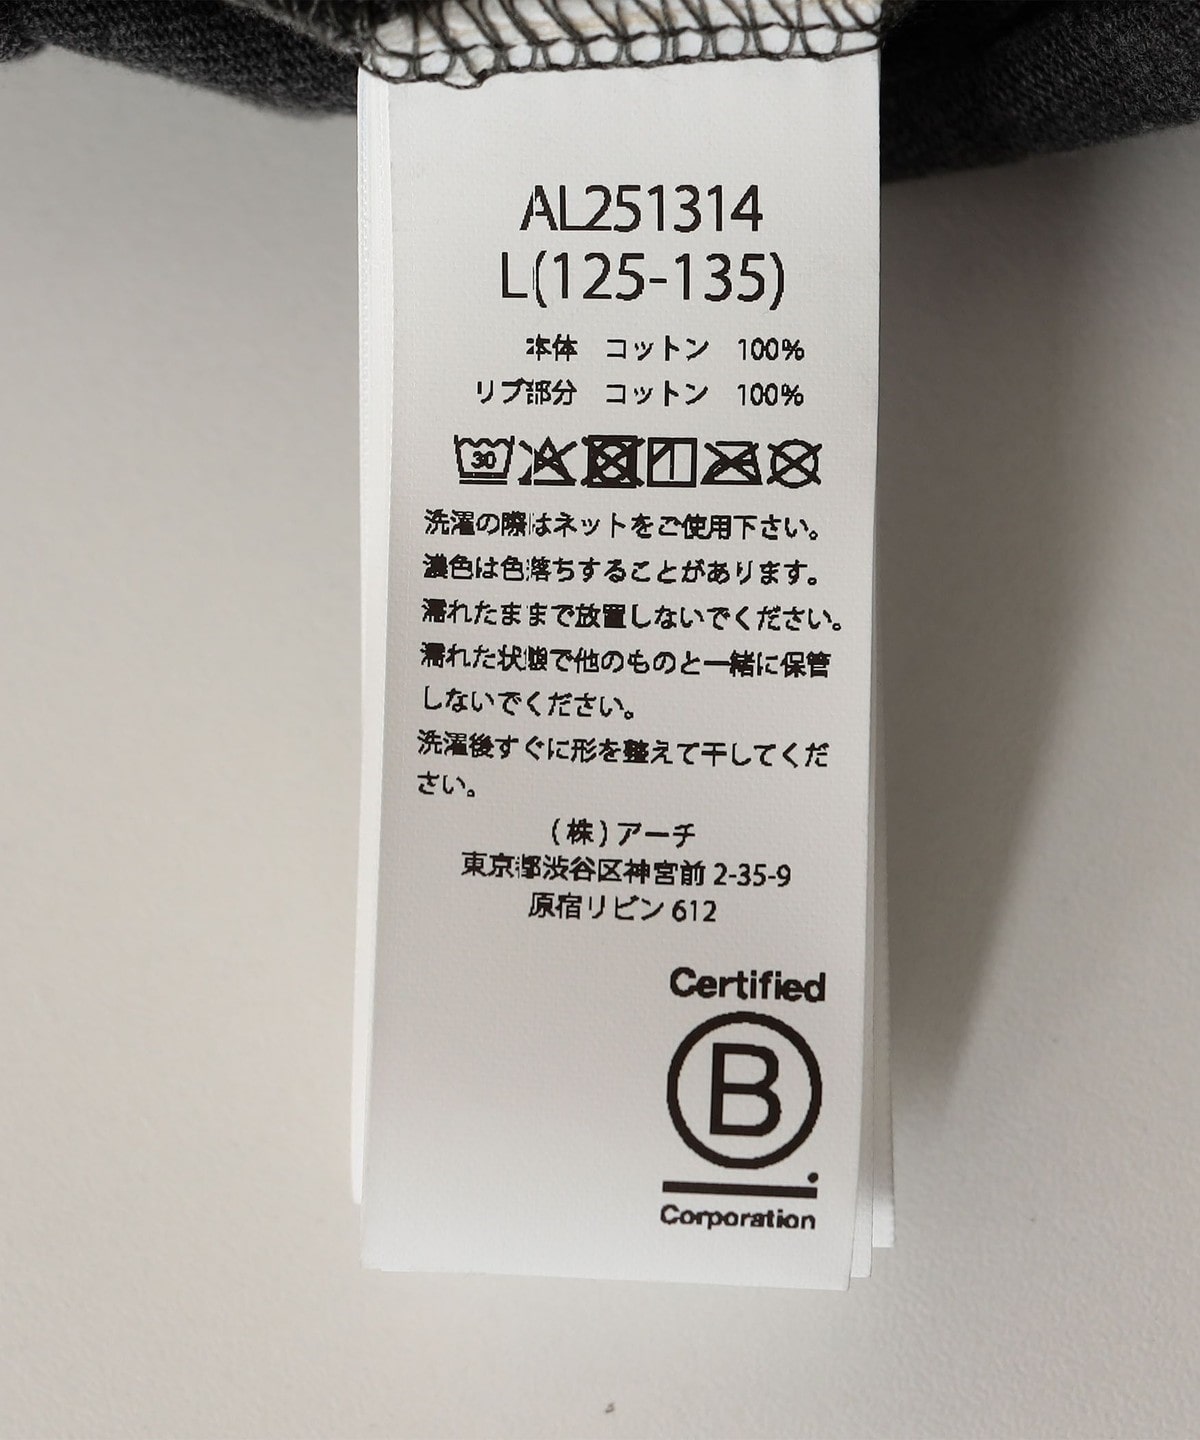 AL251314
L(125-135)
本体 コットン 100%
リブ部分 コットン 100%
30
洗濯の際はネットをご使用下さい。
濃色は色落ちすることがあります。
濡れたままで放置しないでください。
濡れた状態で他のものと一緒に保管
しないでください。
洗濯後すぐに形を整えて干してくだ
さい。
(株)アーチ
東京都渋谷区神宮前 2-35-9
原宿リビン 612
Certified
B
Corporation